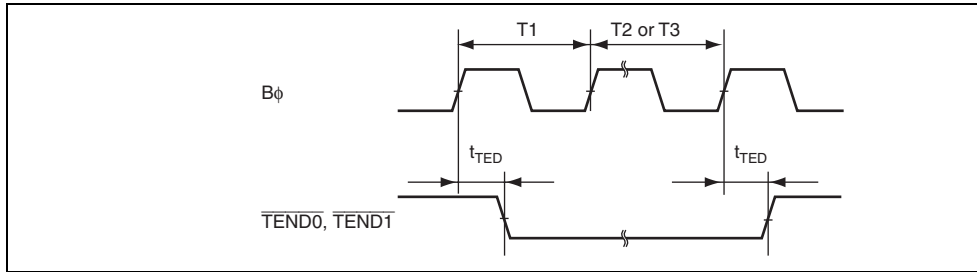 T1 T2 or T3
Bφ
tTED tTED
TEND0, TEND1